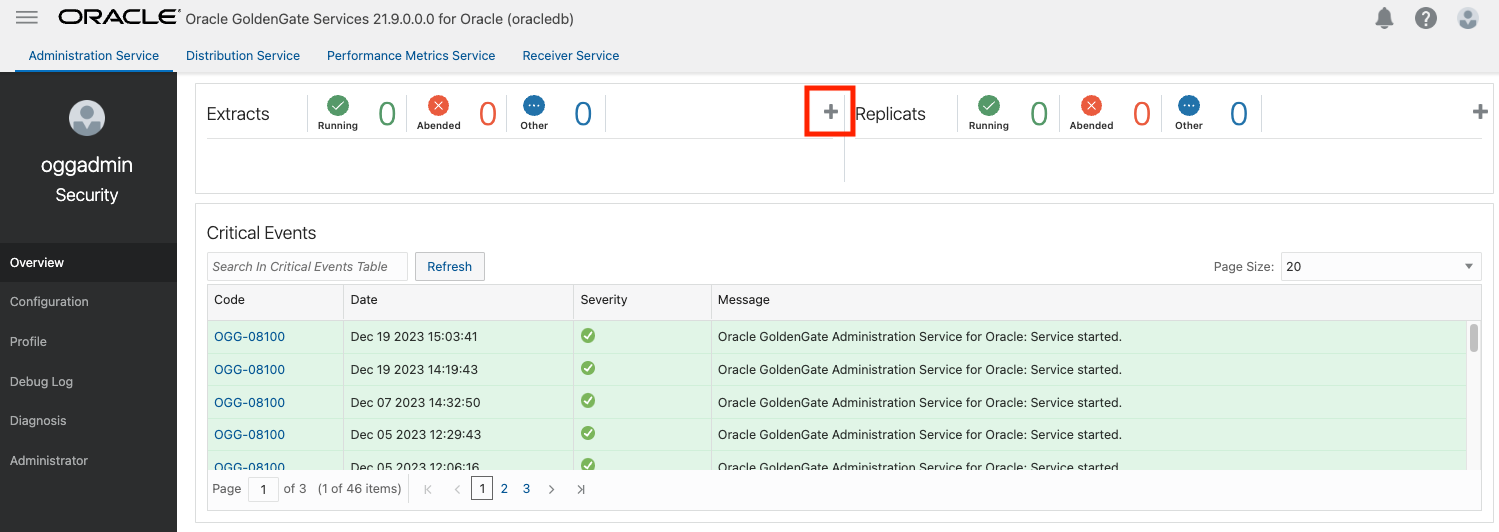 ORACLE® Oracle GoldenGate Services 21.9.0.0.0 for Oracle (oracledb)
Administration Service Distribution Service Performance Metrics Service Receiver Service
oggadmin
Security
Overview
Configuration
Profile
Debug Log
Diagnosis
Administrator
Extracts Running 0 Abended 0 Other 0 +
Replicats Running 0 Abended 0 Other 0 +
Critical Events
Search In Critical Events Table Refresh Page Size: 20
Code Date Severity Message
OGG-08100 Dec 19 2023 15:03:41 Oracle GoldenGate Administration Service for Oracle: Service started.
OGG-08100 Dec 19 2023 14:19:43 Oracle GoldenGate Administration Service for Oracle: Service started.
OGG-08100 Dec 07 2023 14:32:50 Oracle GoldenGate Administration Service for Oracle: Service started.
OGG-08100 Dec 05 2023 12:29:43 Oracle GoldenGate Administration Service for Oracle: Service started.
OGG-08100 Dec 05 2023 12:06:16 Oracle GoldenGate Administration Service for Oracle: Service started.
Page 1 of 3 (1 of 46 items) 1 2 3